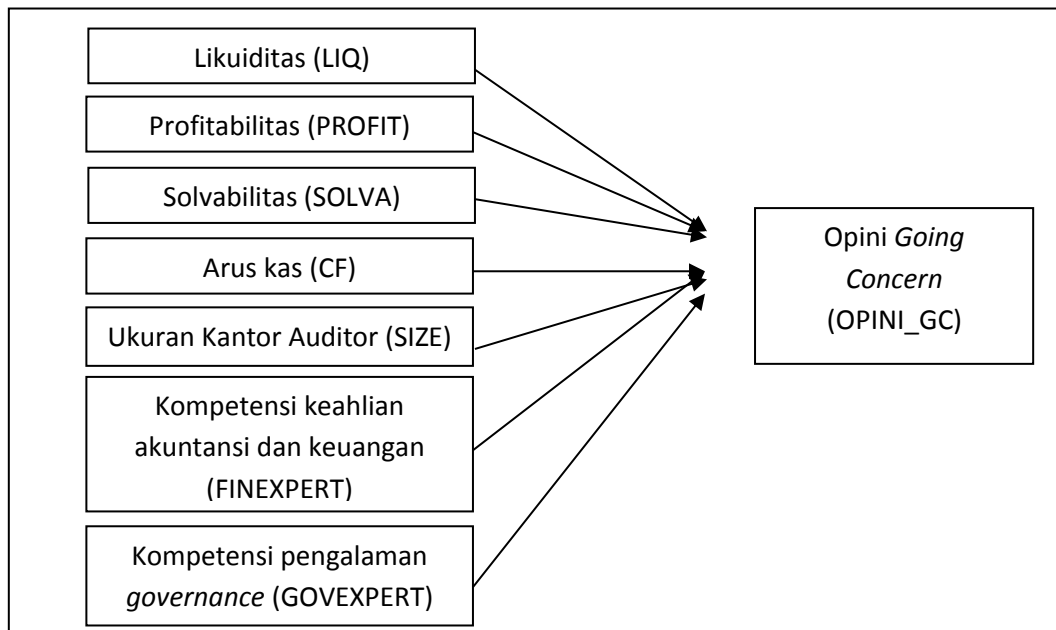 Likuiditas (LIQ)
Profitabilitas (PROFIT)
Solvabilitas (SOLVA)
Arus kas (CF)
Ukuran Kantor Auditor (SIZE)
Kompetensi keahlian
akuntansi dan keuangan
(FINEXPERT)
Kompetensi pengalaman
governance (GOVEXPERT)
Opini Going
Concern
(OPINI_GC)